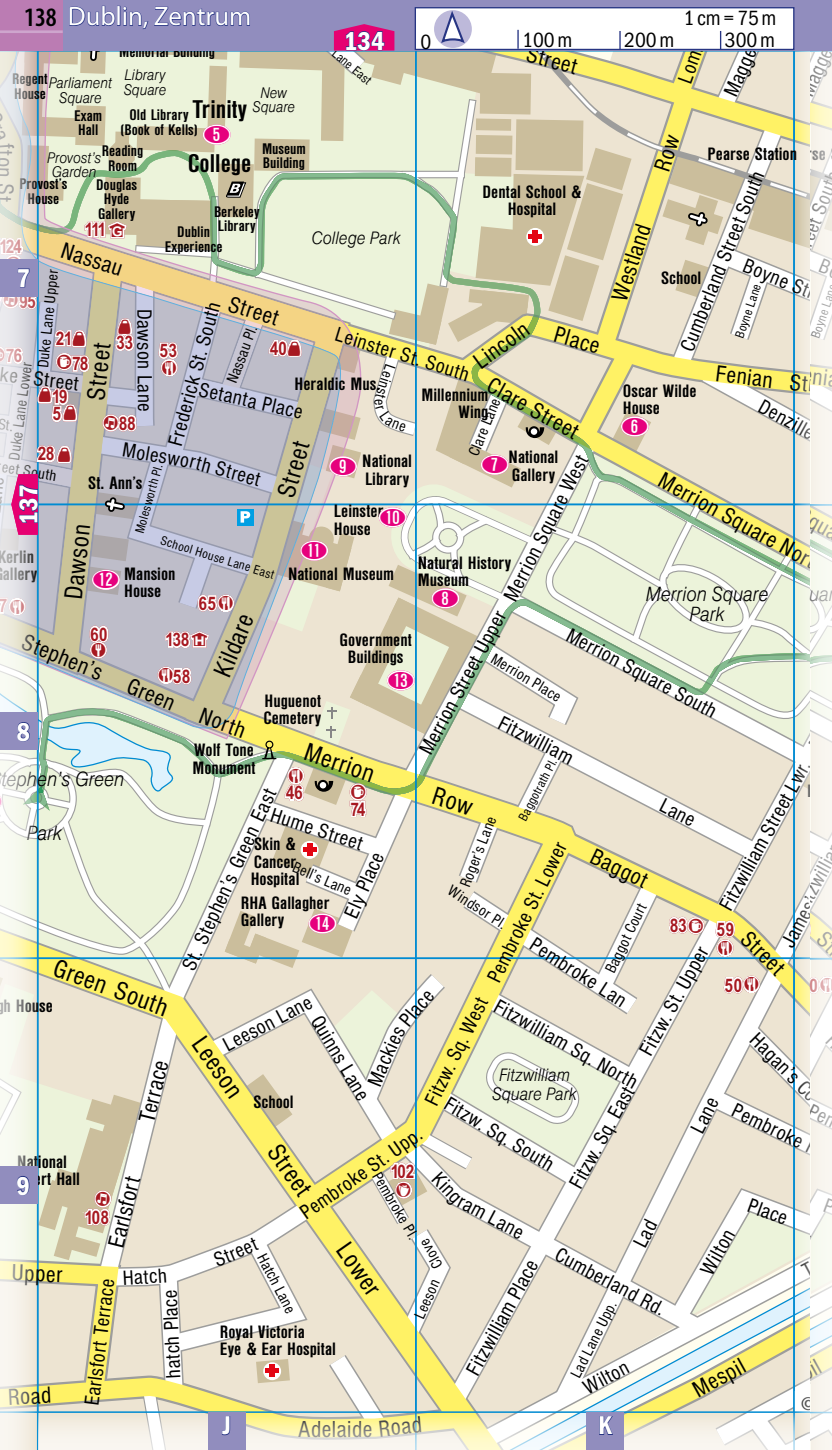 138
Dublin, Zentrum
134
1 cm = 75 m
0
100 m
200 m
300 m
Memorial Building
Lane East
Street
Regent
House
Parliament
Square
Library
Square
New
Square
Exam
Hall
Old Library
(Book of Kells)
Trinity
5
College
Museum
Building
Reading
Room
Provost's
Garden
Provost's
House
Douglas
Hyde
Gallery
111
Berkeley
Library
Dublin
Experience
College Park
Dental School &
Hospital
Westland
Row
Pearse Station
School
Cumberland Street South
Boyne St
Boyne Lane
124
7
95
76
Nassau
Street
Leinster St. South
Lincoln
Place
Fenian
St
Denzille
Duke Lane Upper
Duke Lane Lower
Street
21
78
19
5
28
33
53
88
40
Dawson Lane
Frederick St. South
Nassau Pl.
Setanta Place
Molesworth Street
Molesworth Pl.
Street
Heraldic Mus.
Leinster
Lane
Millennium
Wing
Clare Lane
Clare Street
Oscar Wilde
House
6
7
National
Gallery
9
National
Library
St. Ann's
137
P
Leinster
House
10
11
National Museum
School House Lane East
Merrion Square West
Merrion Square North
Merrion Square
Park
Natural History
Museum
8
Kerlin
Gallery
Dawson
12
Mansion
House
65
60
138
58
Kildare
Street
Government
Buildings
13
Merrion Street Upper
Merrion Square South
Merrion Place
Stephen's
Green
North
Huguenot
Cemetery
8
Wolf Tone
Monument
Merrion
Row
46
74
Fitzwilliam
Lane
Baggotrath Pl.
Stephen's Green
Park
Hume Street
Skin &
Cancer
Hospital
Bell's Lane
Ely Place
St. Stephen's Green East
RHA Gallagher
Gallery
14
Roger's Lane
Windsor Pl.
Pembroke St. Lower
Baggot
Street
Fitzwilliam Street Lwr.
Baggot Court
83
59
50
Pembroke Lan
Fitzw. St. Upper
Green South
Leeson Lane
Quinns Lane
Mackies Place
Fitzw. Sq. West
Fitzwilliam Sq. North
Fitzwilliam
Square Park
Fitzw. Sq. East
Fitzw. Sq. South
Leeson
Street
Lower
School
Earlsfort
Terrace
9
National
108
Pembroke St. Upp.
102
Pembroke Pl.
Kingram Lane
Hagan's
Pembroke
Lad
Lane
Place
Wilton
Upper
Hatch
Street
Hatch Lane
hatch Place
Leeson
Clove
Fitzwilliam Place
Cumberland Rd.
Lad Lane Upp.
Wilton
Mespil
Royal Victoria
Eye & Ear Hospital
Earlsfort Terrace
Road
Adelaide Road
J
K